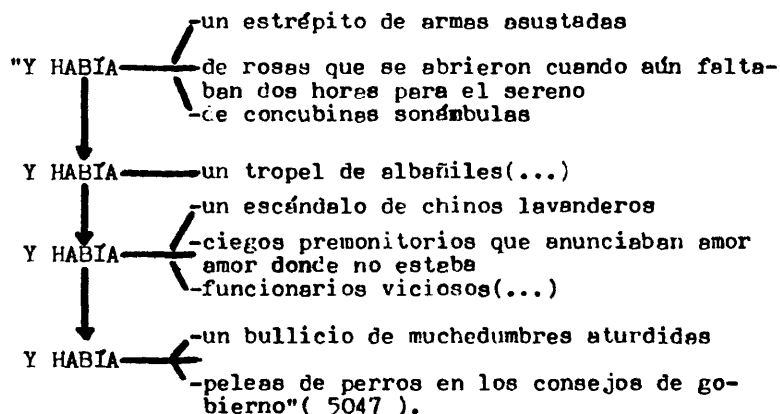 -un estrépito de armas asustadas
"Y HABÍA -de rosas que se abrieron cuando aún falta-
ban dos horas para el sereno
-de concubinas sonámbulas
Y HABÍA -un tropel de albañiles(...)
-un escándalo de chinos lavanderos
Y HABÍA -ciegos premonitorios que anunciaban amor
amor donde no estaba
-funcionarios viciosos(...)
-un bullicio de muchedumbres aturdidas
Y HABÍA
-peleas de perros en los consejos de go-
bierno"( 5047 ).